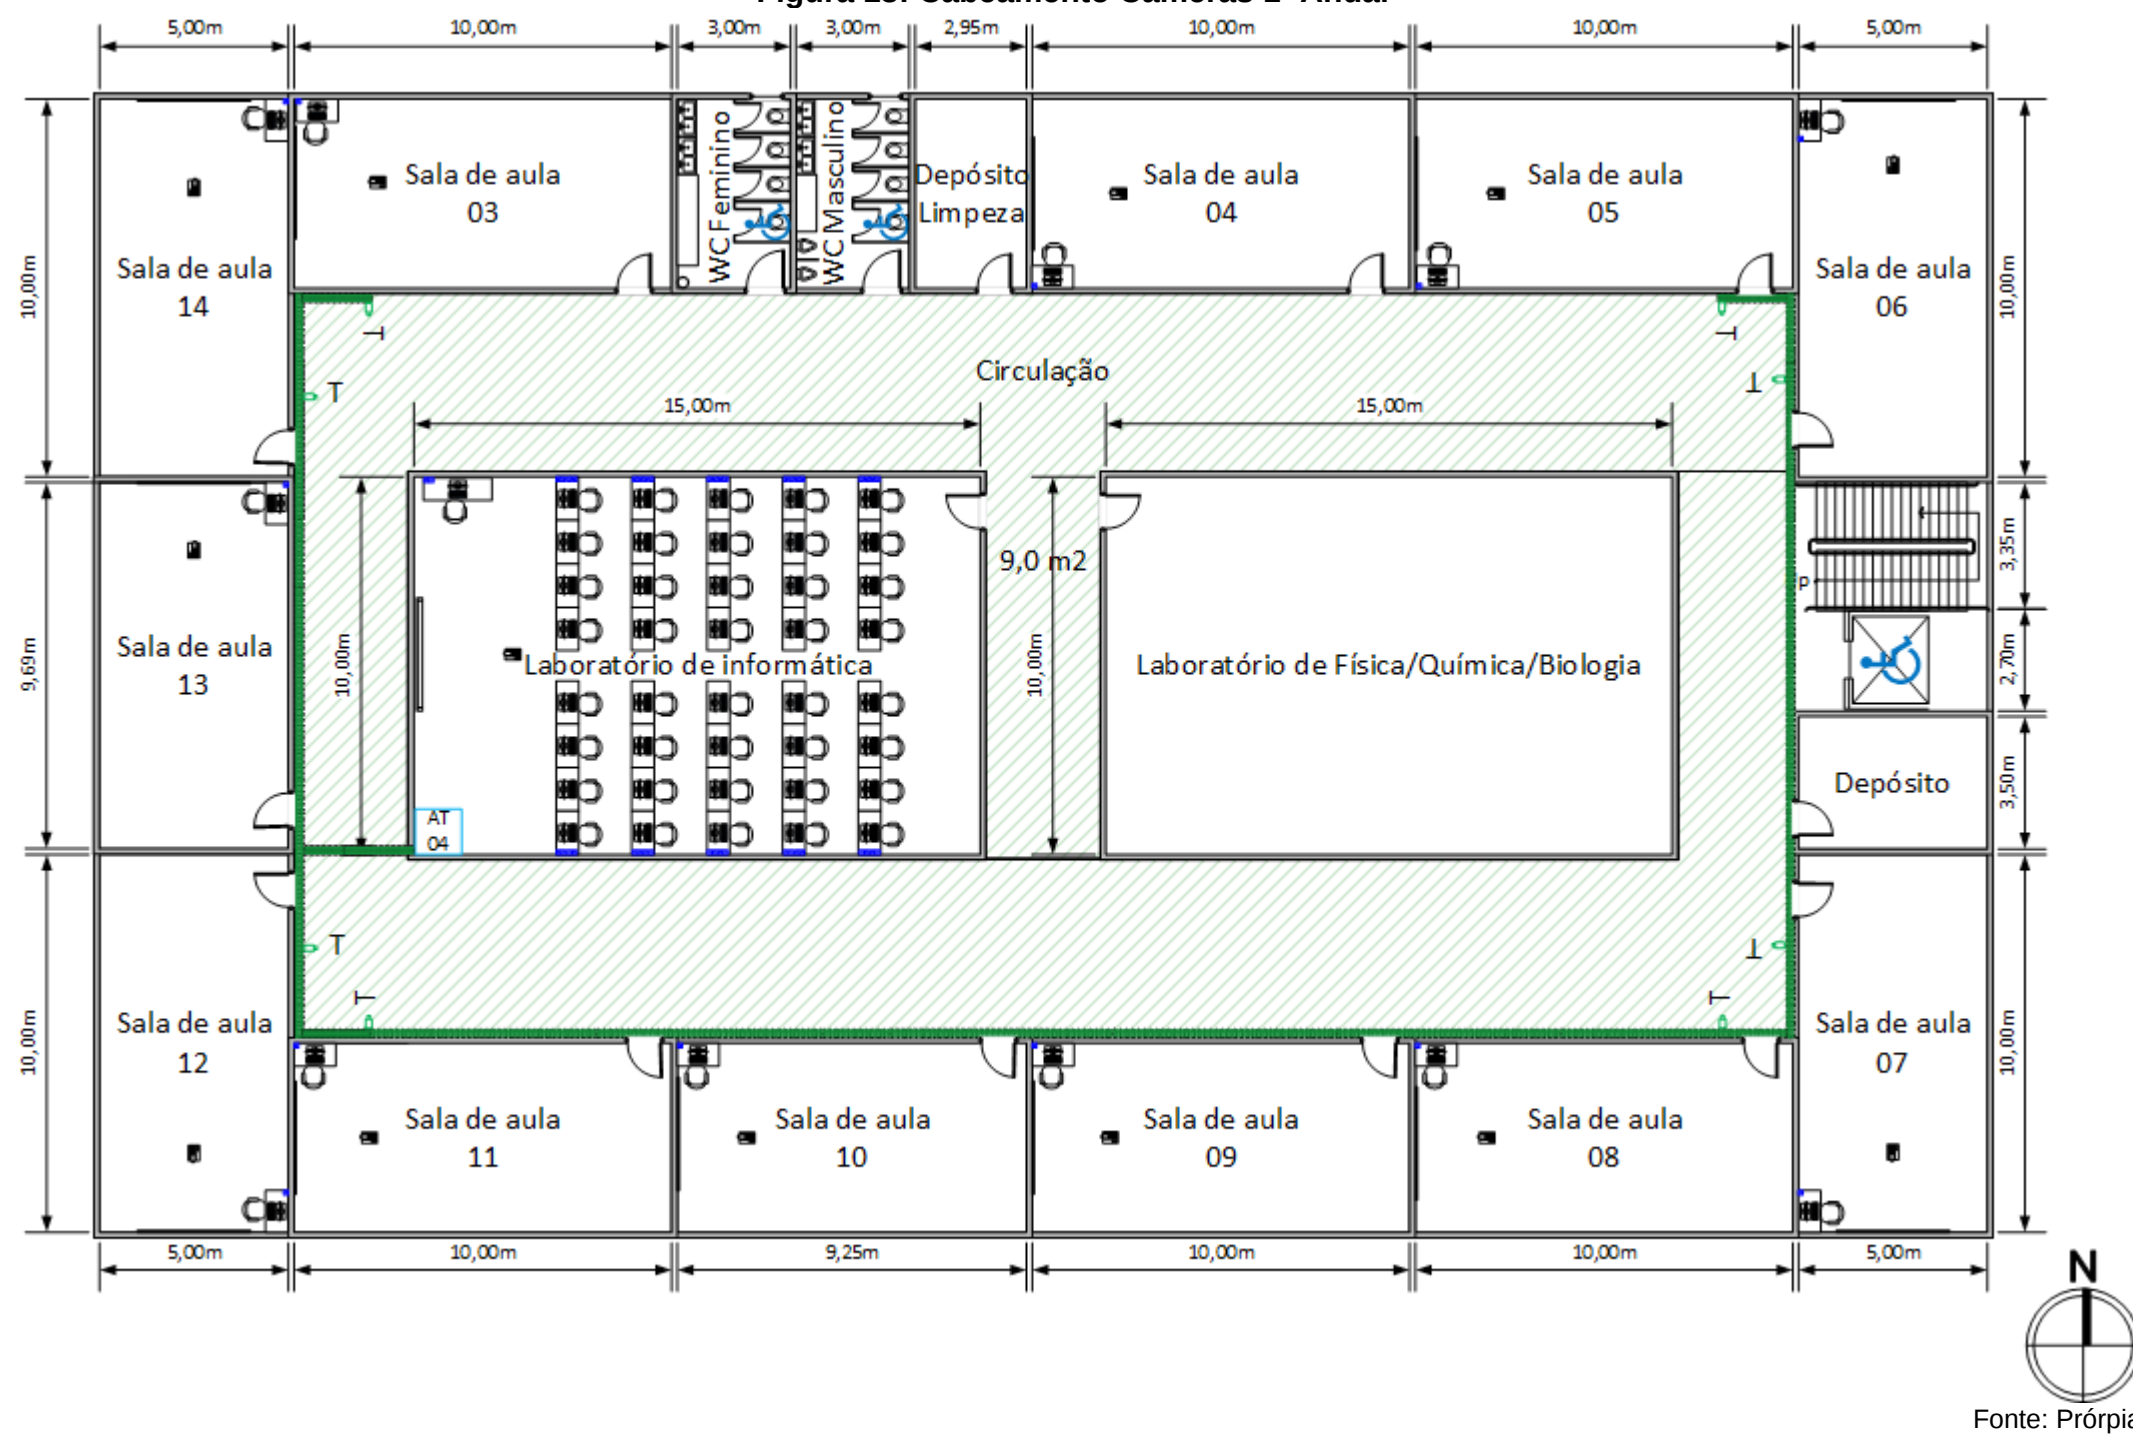 5,00m
10,00m
3,00m
3,00m
2,95m
10,00m
10,00m
5,00m
10,00m
Sala de aula
14
Sala de aula
03
WC Feminino
WC Masculino
Depósito
Limpeza
Sala de aula
04
Sala de aula
05
Sala de aula
06
10,00m
T
T
T
T
Circulação
15,00m
15,00m
9,69m
Sala de aula
13
10,00m
Laboratório de informática
AT
04
9,0 m2
10,00m
Laboratório de Física/Química/Biologia
P
3,35m
2,70m
Depósito
3,50m
T
T
T
T
10,00m
Sala de aula
12
Sala de aula
11
Sala de aula
10
Sala de aula
09
Sala de aula
08
Sala de aula
07
10,00m
5,00m
10,00m
9,25m
10,00m
10,00m
5,00m
N
Fonte: Prórpia